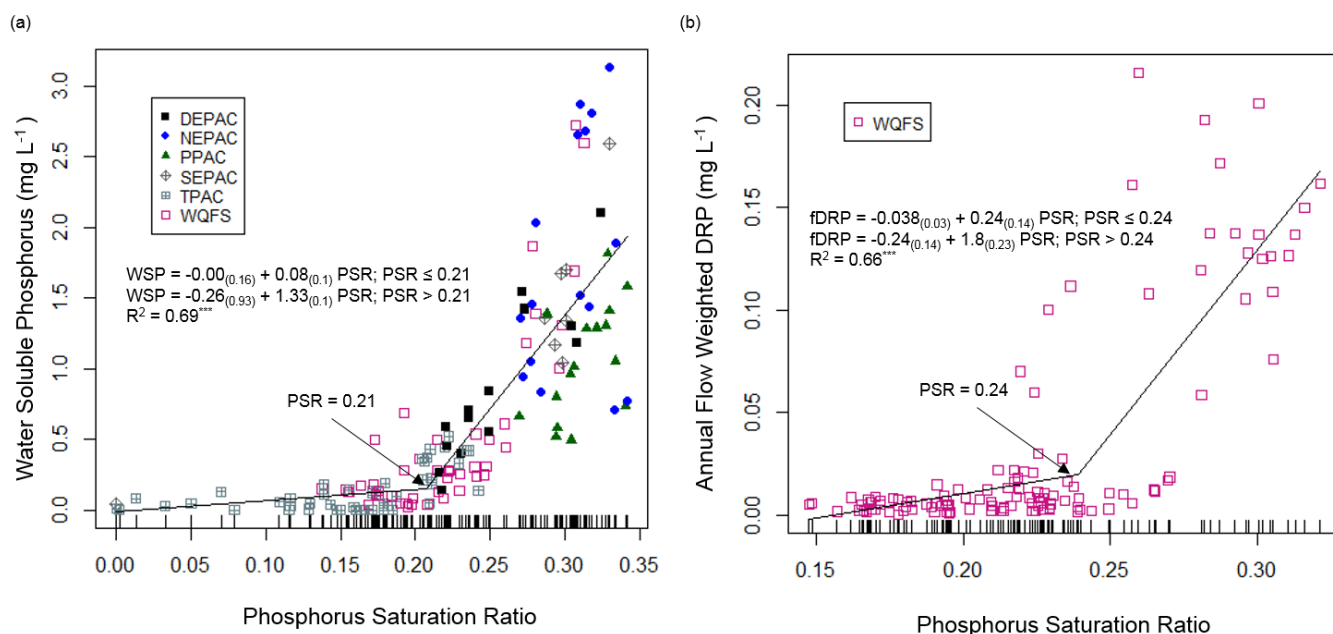 (a)
Water Soluble Phosphorus (mg L⁻¹)
3.0
2.5
2.0
1.5
1.0
0.5
0.0
DEPAC
NEPAC
PPAC
SEPAC
TPAC
WQFS
WSP = -0.00(0.16) + 0.08(0.1) PSR; PSR ≤ 0.21
WSP = -0.26(0.93) + 1.33(0.1) PSR; PSR > 0.21
R² = 0.69***
PSR = 0.21
0.00 0.05 0.10 0.15 0.20 0.25 0.30 0.35
Phosphorus Saturation Ratio
(b)
Annual Flow Weighted DRP (mg L⁻¹)
0.20
0.15
0.10
0.05
0.00
WQFS
fDRP = -0.038(0.03) + 0.24(0.14) PSR; PSR ≤ 0.24
fDRP = -0.24(0.14) + 1.8(0.23) PSR; PSR > 0.24
R² = 0.66***
PSR = 0.24
0.15 0.20 0.25 0.30
Phosphorus Saturation Ratio